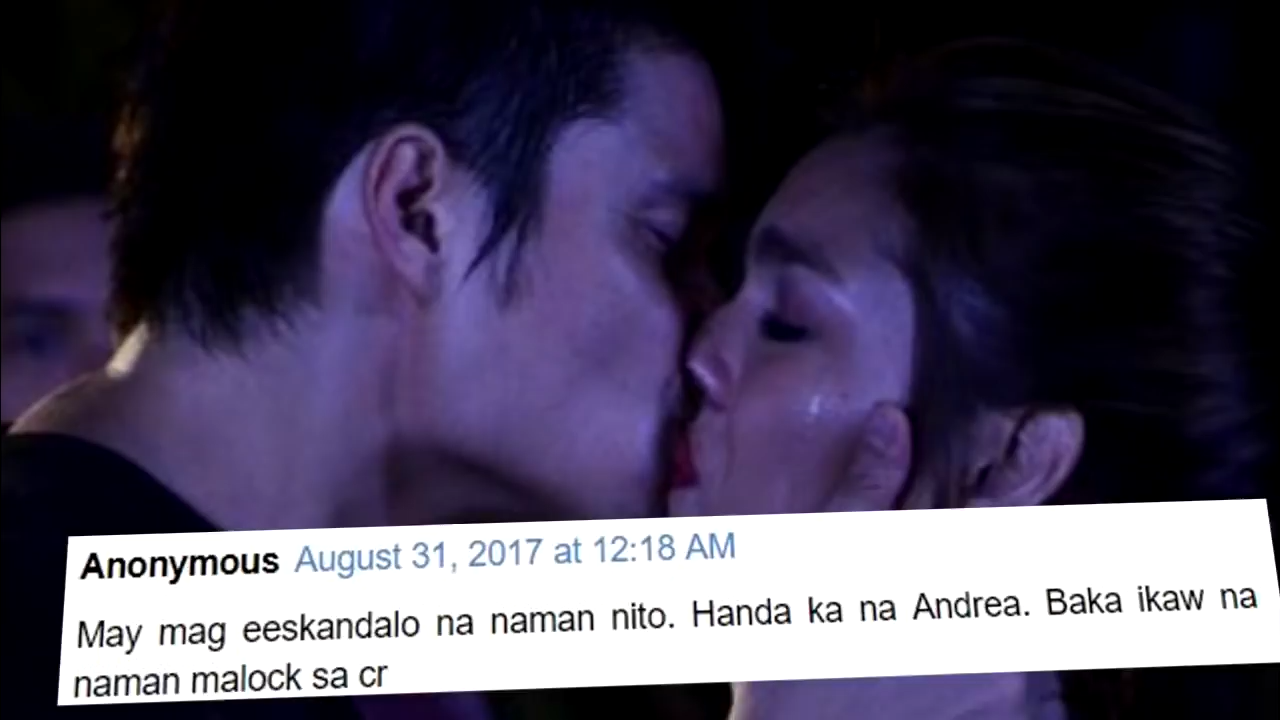 Anonymous August 31, 2017 at 12:18 AM
May mag eeskandalo na naman nito. Handa ka na Andrea. Baka ikaw na
naman malock sa cr